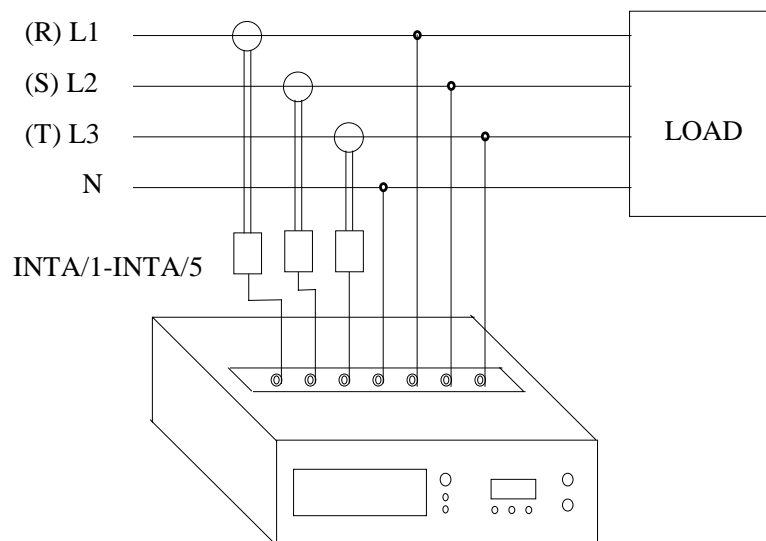 (R) L1
(S) L2
(T) L3
LOAD
N
INTA/1-INTA/5